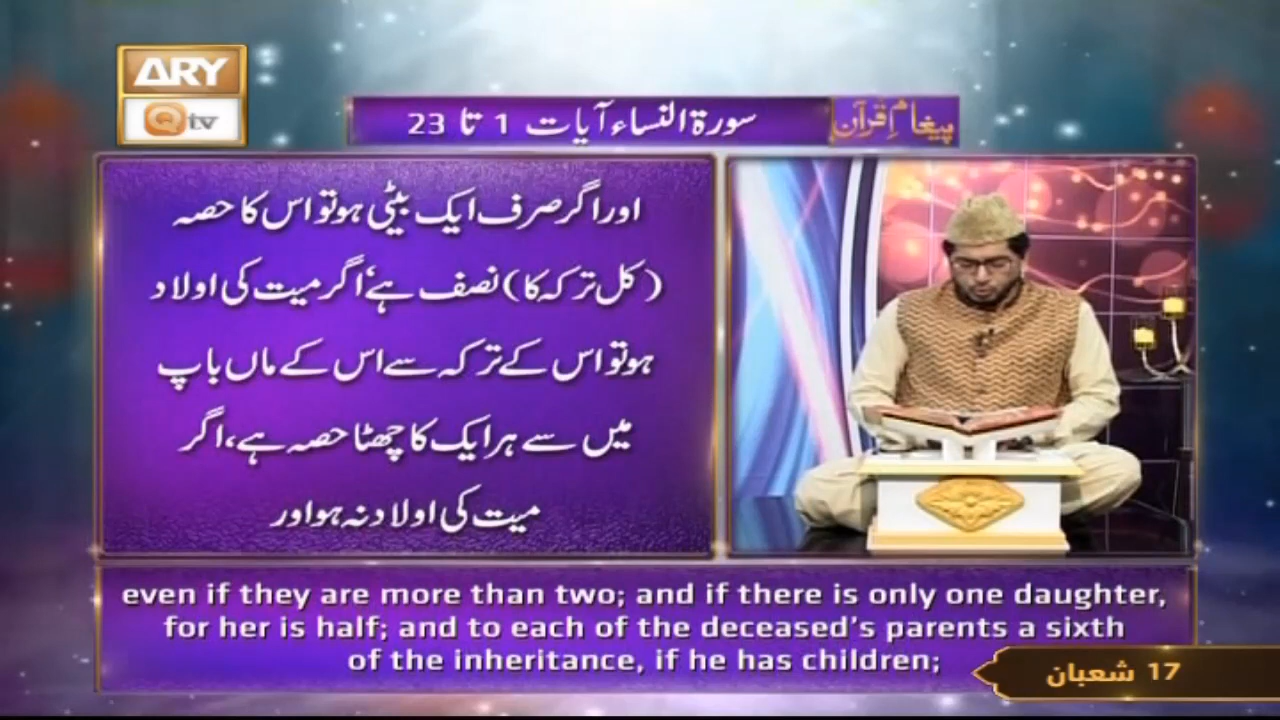 ARY
Qtv
پیغامِ قرآن
سورۃ النساء آیات 1 تا 23
اور اگر صرف ایک بیٹی ہو تو اس کا حصہ
(کل ترکہ کا) نصف ہے، اگر میت کی اولاد
ہو تو اس کے ترکہ سے اس کے ماں باپ
میں سے ہر ایک کا چھٹا حصہ ہے، اگر
میت کی اولاد نہ ہو اور
even if they are more than two; and if there is only one daughter,
for her is half; and to each of the deceased's parents a sixth
of the inheritance, if he has children;
17 شعبان